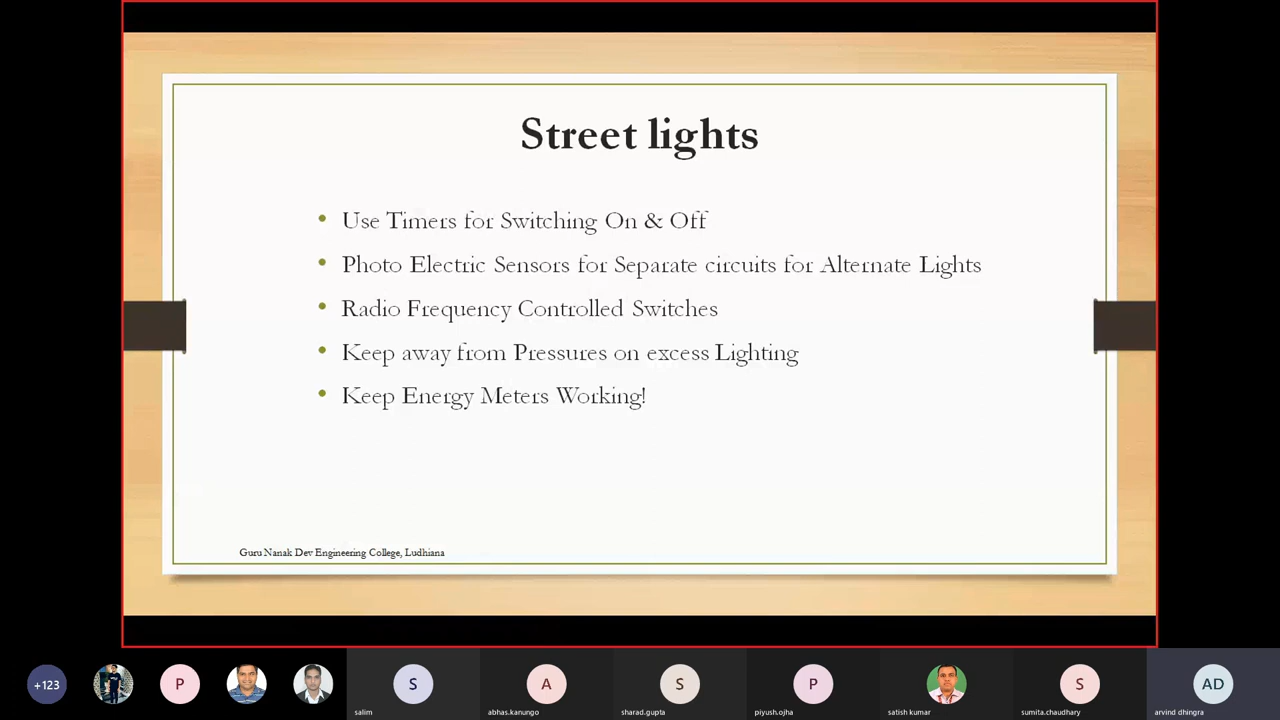 Street lights
Use Timers for Switching On & Off
Photo Electric Sensors for Separate circuits for Alternate Lights
Radio Frequency Controlled Switches
Keep away from Pressures on excess Lighting
Keep Energy Meters Working!
Guru Nanak Dev Engineering College, Ludhiana
+123
P
S
A
S
P
S
AD
salim
abhas.kanungo
sharad.gupta
piyush.ojha
satish kumar
sumita.chaudhary
arvind dhingra